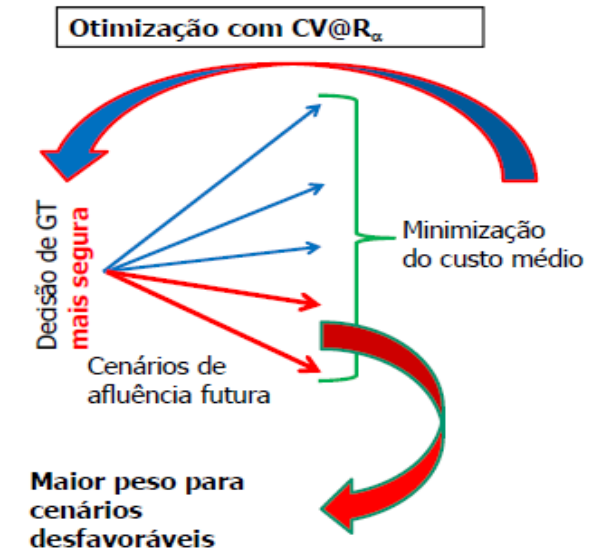 Otimização com CV@Rα
Decisão de GT
mais segura
Minimização
do custo médio
Cenários de
afluência futura
Maior peso para
cenários
desfavoráveis